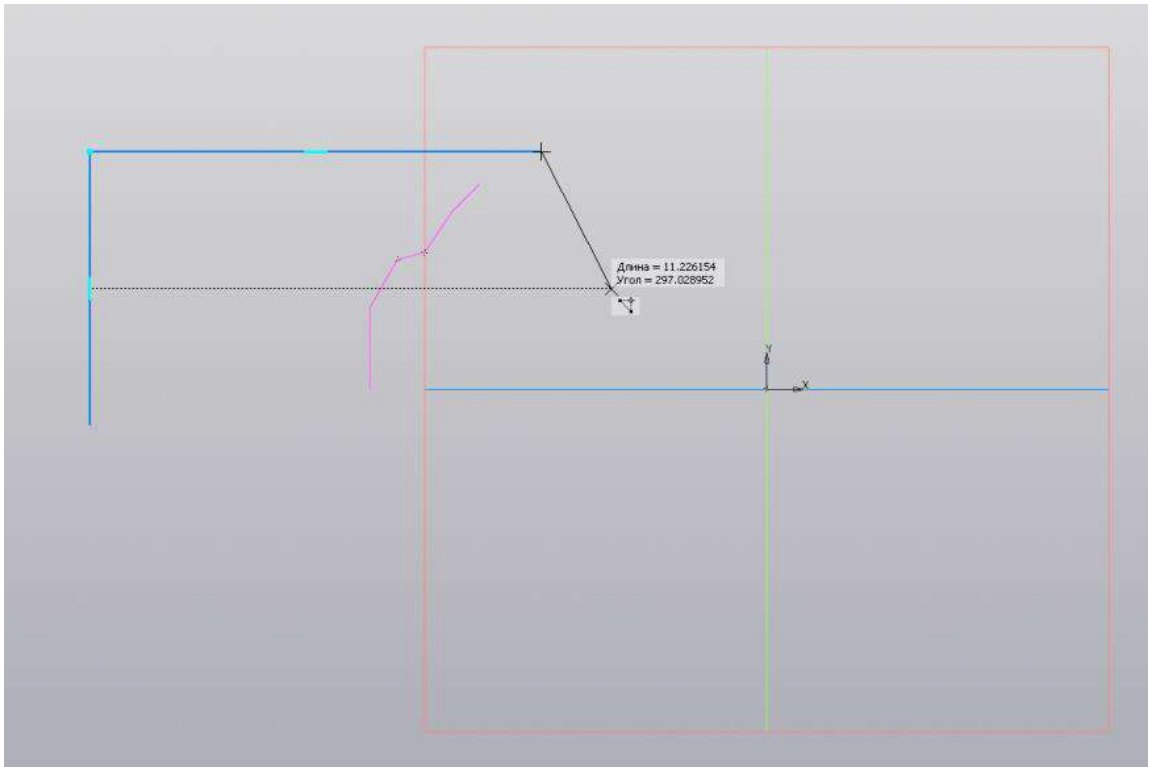 Длина = 11.226154
Угол = 297.028952
Y
X